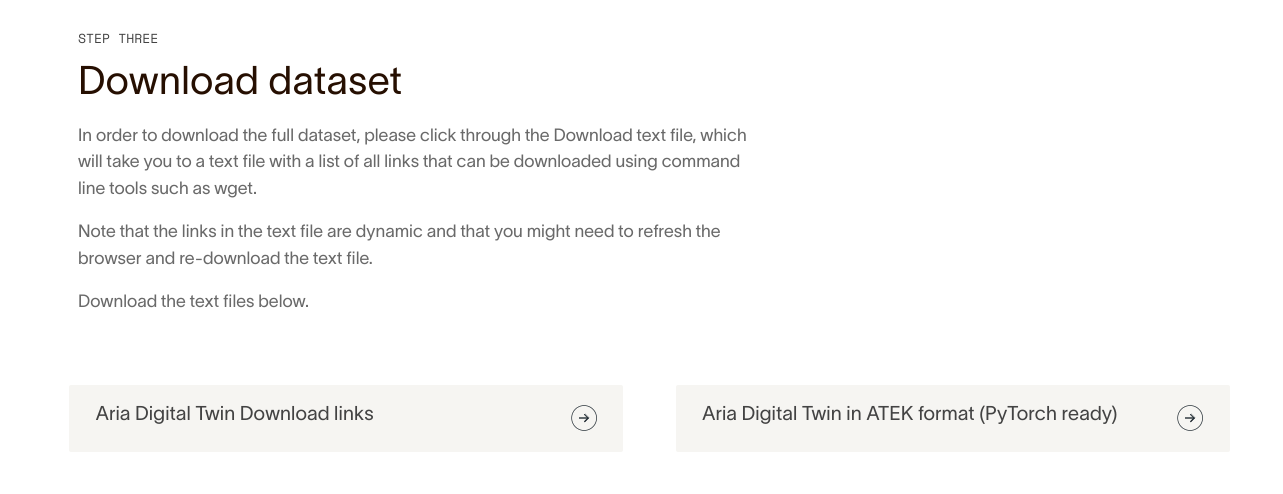 STEP THREE
Download dataset
In order to download the full dataset, please click through the Download text file, which
will take you to a text file with a list of all links that can be downloaded using command
line tools such as wget.
Note that the links in the text file are dynamic and that you might need to refresh the
browser and re-download the text file.
Download the text files below.
Aria Digital Twin Download links
Aria Digital Twin in ATEK format (PyTorch ready)